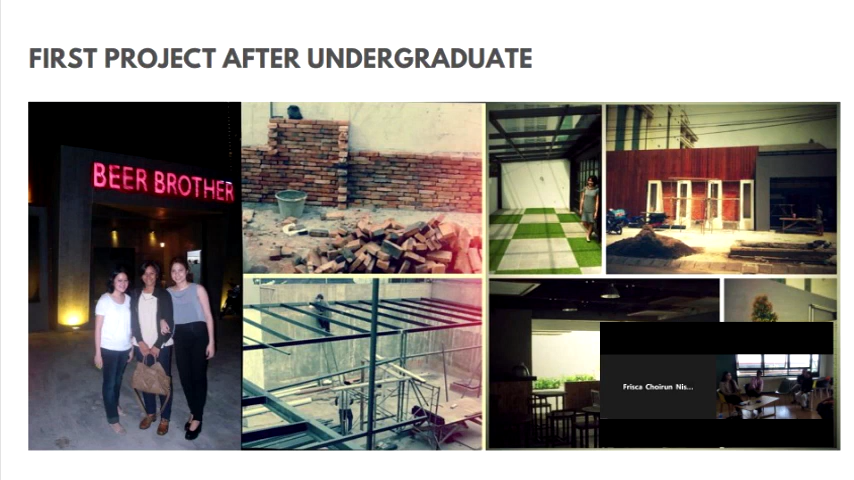 FIRST PROJECT AFTER UNDERGRADUATE
BEER BROTHER
Frisca Choirun Nis...